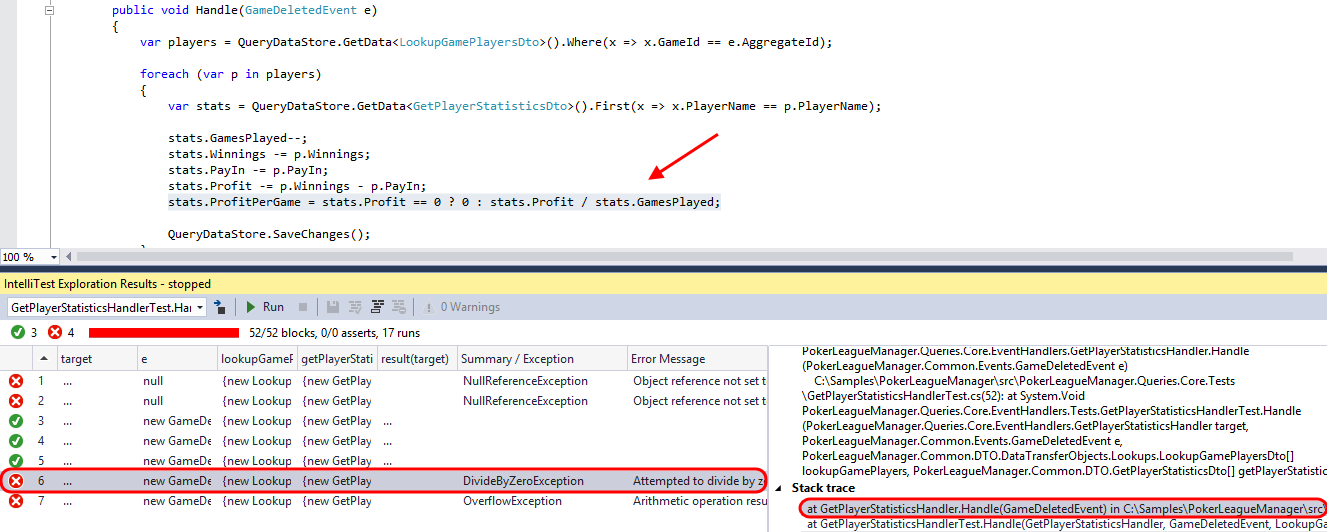 public void Handle(GameDeletedEvent e)
{
var players = QueryDataStore.GetData<LookupGamePlayersDto>().Where(x => x.GameId == e.AggregateId);
foreach (var p in players)
{
var stats = QueryDataStore.GetData<GetPlayerStatisticsDto>().First(x => x.PlayerName == p.PlayerName);
stats.GamesPlayed--;
stats.Winnings -= p.Winnings;
stats.PayIn -= p.PayIn;
stats.Profit -= p.Winnings - p.PayIn;
stats.ProfitPerGame = stats.Profit == 0 ? 0 : stats.Profit / stats.GamesPlayed;
QueryDataStore.SaveChanges();
100 %
IntelliTest Exploration Results - stopped
GetPlayerStatisticsHandlerTest.Har Run 0 Warnings
3 4 52/52 blocks, 0/0 asserts, 17 runs
target e lookupGameP getPlayerStati result(target) Summary / Exception Error Message
1 ... null {new Lookup {new GetPlay NullReferenceException Object reference not set t
2 ... null {new Lookup {new GetPlay NullReferenceException Object reference not set t
3 ... new GameDe {new Lookup {new GetPlay ...
4 ... new GameDe {new Lookup {new GetPlay ...
5 ... new GameDe {new Lookup {new GetPlay ...
6 ... new GameDe {new Lookup {new GetPlay DivideByZeroException Attempted to divide by z
7 ... new GameDe {new Lookup {new GetPlay OverflowException Arithmetic operation resu
PokerLeagueManager.Queries.Core.EventHandlers.GetPlayerStatisticsHandler.Handle
(PokerLeagueManager.Common.Events.GameDeletedEvent e)
C:\Samples\PokerLeagueManager\src\PokerLeagueManager.Queries.Core.Tests
\GetPlayerStatisticsHandlerTest.cs(52): at System.Void
PokerLeagueManager.Queries.Core.EventHandlers.Tests.GetPlayerStatisticsHandlerTest.Handle
(PokerLeagueManager.Queries.Core.EventHandlers.GetPlayerStatisticsHandler target,
PokerLeagueManager.Common.Events.GameDeletedEvent e,
PokerLeagueManager.Common.DTO.DataTransferObjects.Lookups.LookupGamePlayersDto[]
lookupGamePlayers, PokerLeagueManager.Common.DTO.GetPlayerStatisticsDto[] getPlayerStatistic
Stack trace
at GetPlayerStatisticsHandler.Handle(GameDeletedEvent) in C:\Samples\PokerLeagueManager\src\
at GetPlayerStatisticsHandlerTest.Handle(GetPlayerStatisticsHandler, GameDeletedEvent, LookupGa